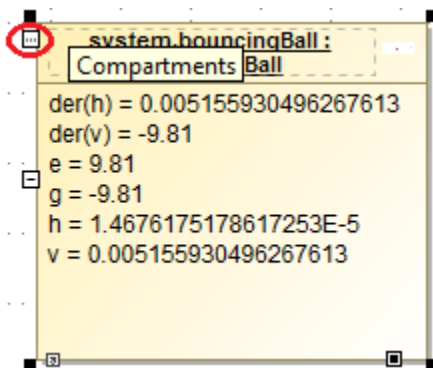 system.bouncingBall :
Compartments Ball
der(h) = 0.005155930496267613
der(v) = -9.81
e = 9.81
g = -9.81
h = 1.4676175178617253E-5
v = 0.005155930496267613